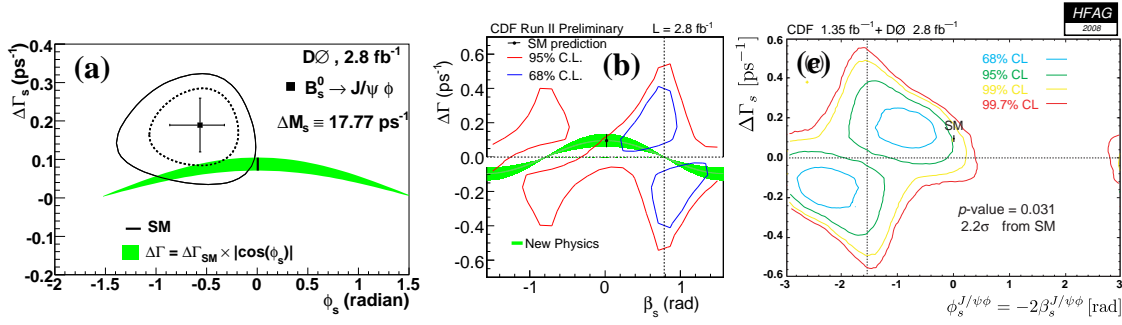 (a)
DØ , 2.8 fb⁻¹
B⁰ₛ → J/ψ φ
ΔMₛ ≡ 17.77 ps⁻¹
SM
ΔΓ = ΔΓSM × |cos(φₛ)|
ΔΓₛ (ps⁻¹)
0.4
0.3
0.2
0.1
-0
-0.1
-0.2
-2 -1.5 -1 -0.5 0 0.5 1 1.5
φₛ (radian)
CDF Run II Preliminary L = 2.8 fb⁻¹
SM prediction
95% C.L.
68% C.L.
(b)
New Physics
ΔΓ (ps⁻¹)
0.6
0.4
0.2
0.0
-0.2
-0.4
-0.6
-1 0 1
βₛ (rad)
HFAG
2008
CDF 1.35 fb⁻¹ + DØ 2.8 fb⁻¹
(c)
68% CL
95% CL
99% CL
99.7% CL
SM
p-value = 0.031
2.2σ from SM
ΔΓₛ [ps⁻¹]
0.6
0.4
0.2
0.0
-0.2
-0.4
-0.6
-3 -2 -1 0 1 2 3
φₛ^J/ψφ = −2βₛ^J/ψφ [rad]